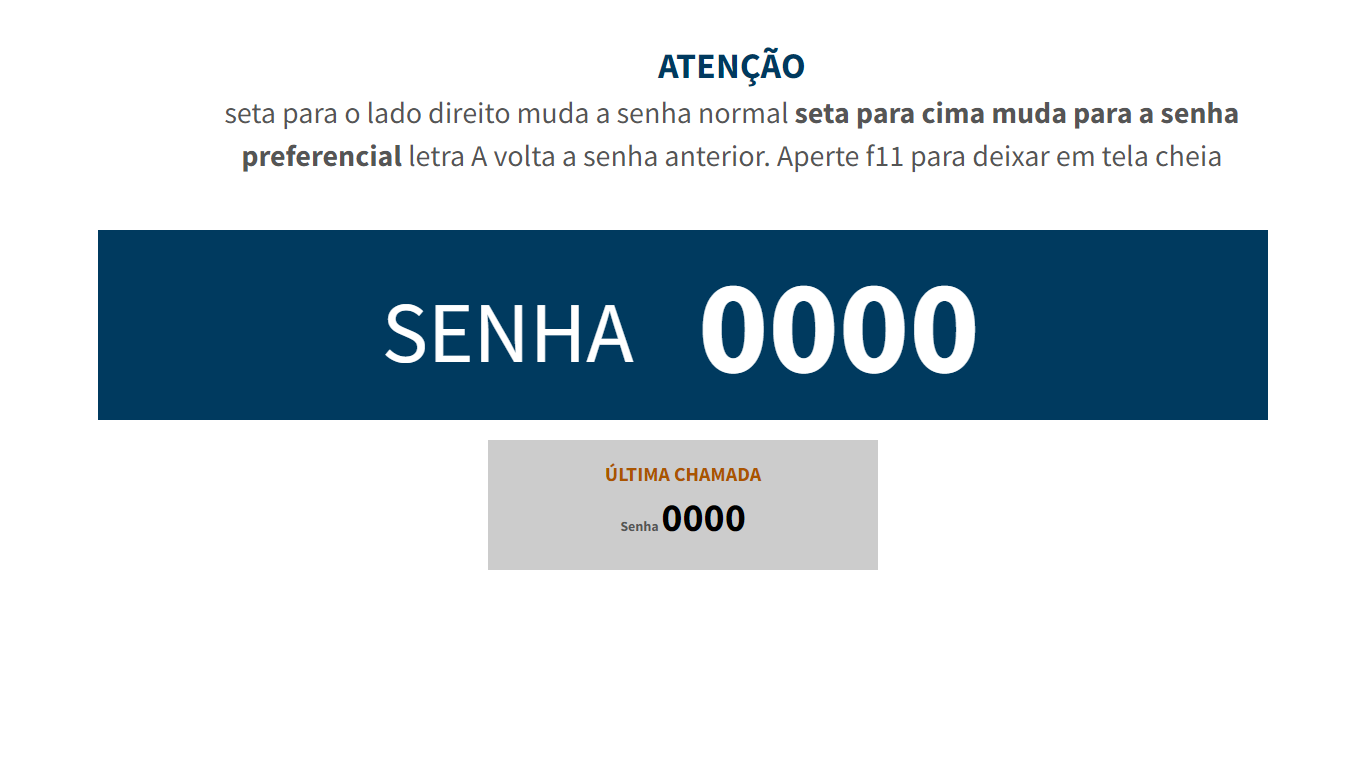 ATENÇÃO
seta para o lado direito muda a senha normal seta para cima muda para a senha
preferencial letra A volta a senha anterior. Aperte f11 para deixar em tela cheia
SENHA 0000
ÚLTIMA CHAMADA
Senha 0000